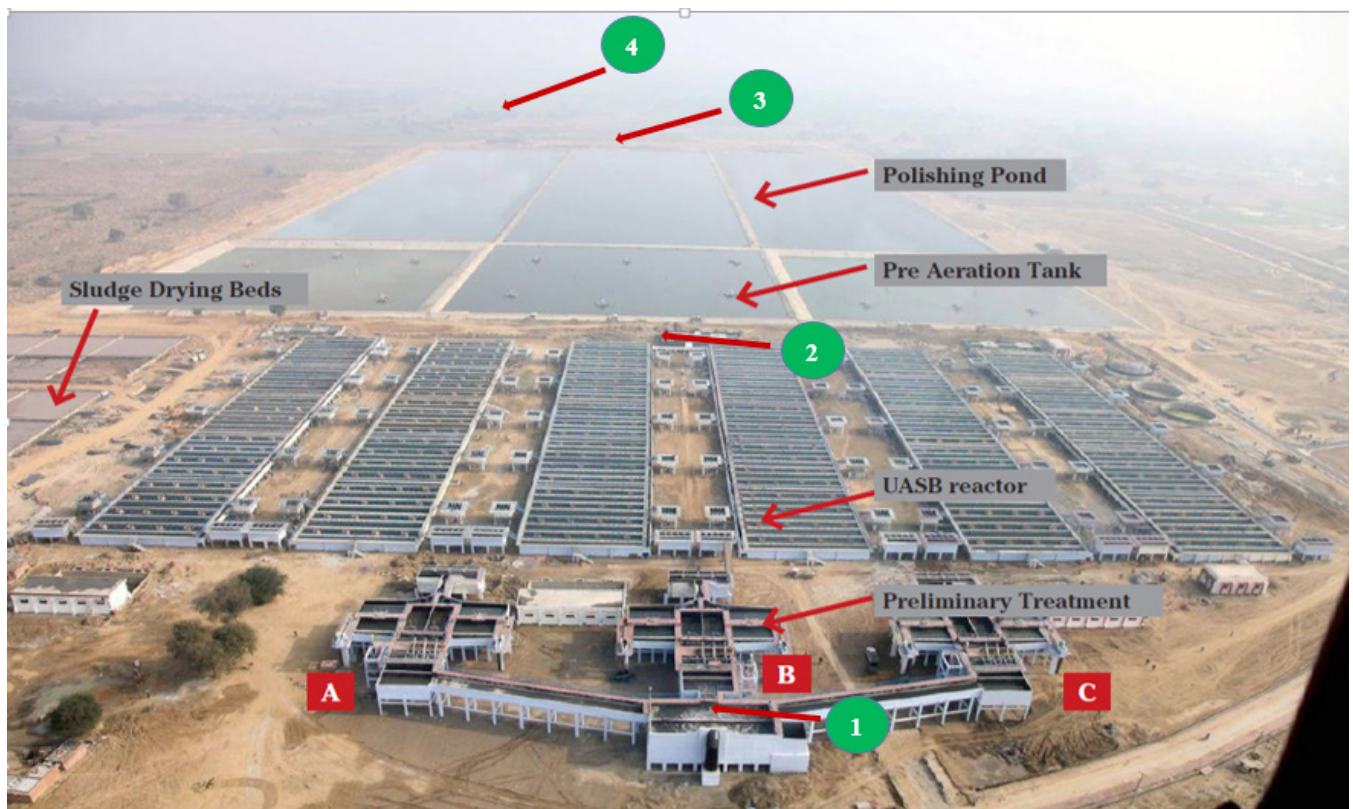 4
3
Polishing Pond
Pre Aeration Tank
Sludge Drying Beds
2
UASB reactor
Preliminary Treatment
A
B
C
1